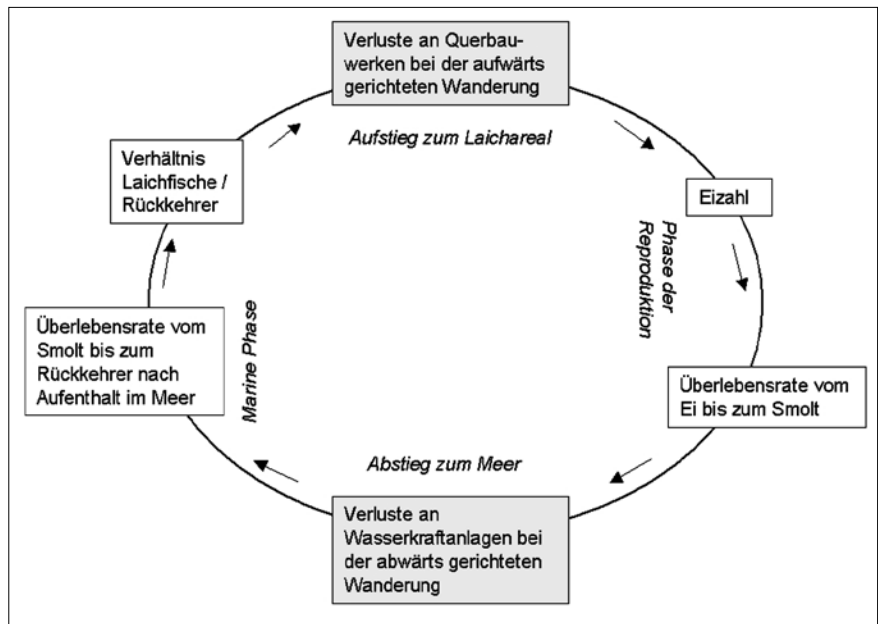 Verluste an Querbau-
werken bei der aufwärts
gerichteten Wanderung
Aufstieg zum Laichareal
Verhältnis
Laichfische /
Rückkehrer
Eizahl
Phase der
Reproduktion
Marine Phase
Überlebensrate vom
Smolt bis zum
Rückkehrer nach
Aufenthalt im Meer
Überlebensrate vom
Ei bis zum Smolt
Abstieg zum Meer
Verluste an
Wasserkraftanlagen bei
der abwärts gerichteten
Wanderung